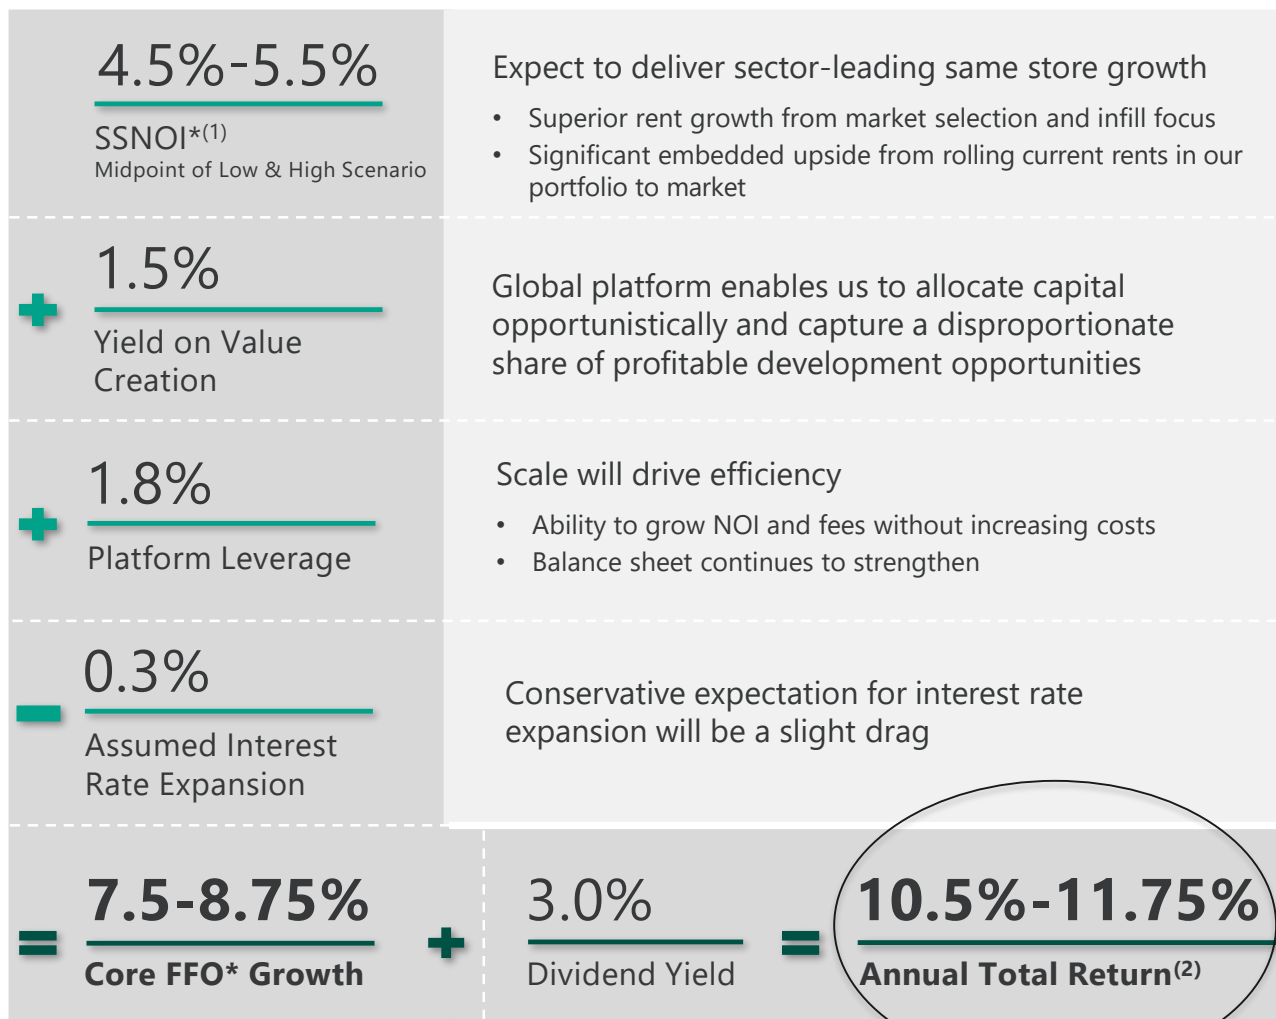 4.5%-5.5%
SSNOI*(1)
Midpoint of Low & High Scenario
Expect to deliver sector-leading same store growth
• Superior rent growth from market selection and infill focus
• Significant embedded upside from rolling current rents in our
portfolio to market
+
1.5%
Yield on Value
Creation
Global platform enables us to allocate capital
opportunistically and capture a disproportionate
share of profitable development opportunities
+
1.8%
Platform Leverage
Scale will drive efficiency
• Ability to grow NOI and fees without increasing costs
• Balance sheet continues to strengthen
-
0.3%
Assumed Interest
Rate Expansion
Conservative expectation for interest rate
expansion will be a slight drag
=
7.5-8.75%
Core FFO* Growth
+
3.0%
Dividend Yield
=
10.5%-11.75%
Annual Total Return(2)